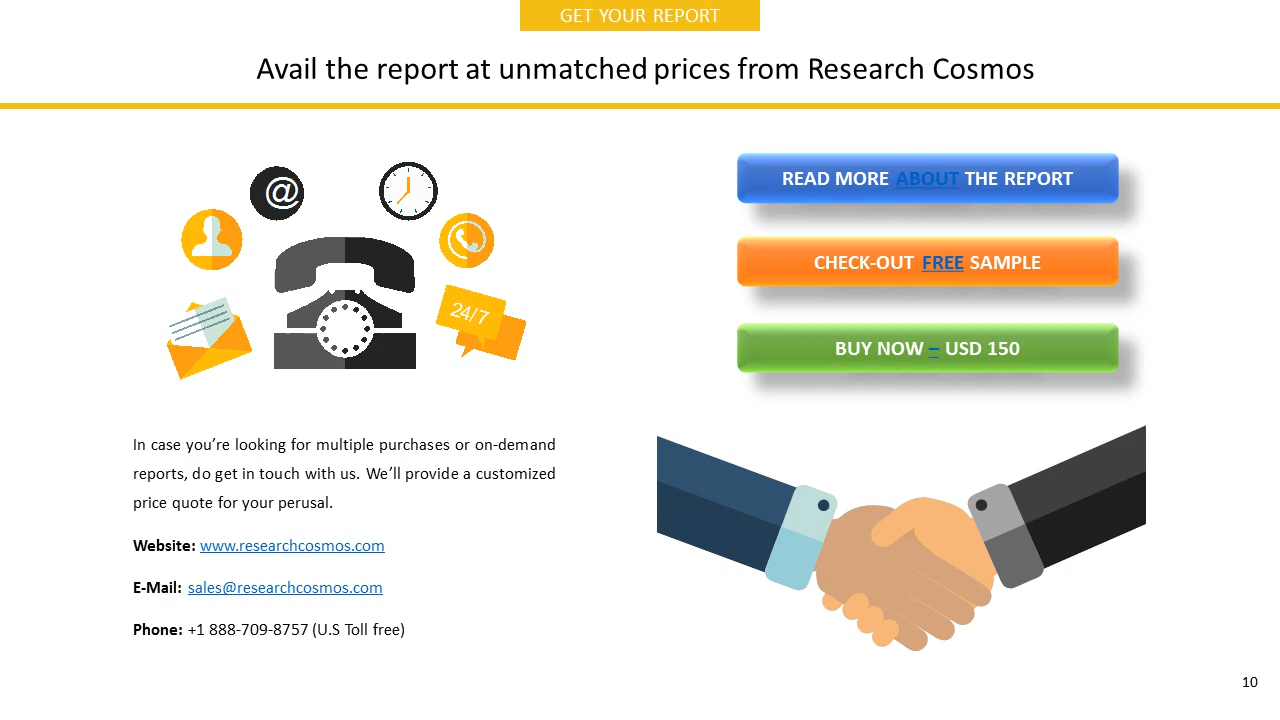 GET YOUR REPORT
Avail the report at unmatched prices from Research Cosmos
@
24/7
READ MORE ABOUT THE REPORT
CHECK-OUT FREE SAMPLE
BUY NOW – USD 150
In case you’re looking for multiple purchases or on-demand
reports, do get in touch with us. We’ll provide a customized
price quote for your perusal.
Website: www.researchcosmos.com
E-Mail: sales@researchcosmos.com
Phone: +1 888-709-8757 (U.S Toll free)
10